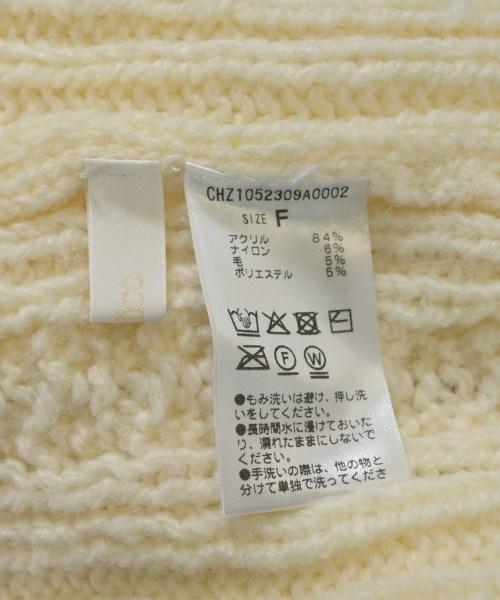 CHZ1052309A0002
SIZE F
アクリル 84%
ナイロン 6%
毛 5%
ポリエステル 5%
F W
●もみ洗いは避け、押し洗
いをしてください。
●長時間水に浸けておいた
り、濡れたままにしないで
ください。
●手洗いの際は、他の物と
分けて単独で洗ってくださ